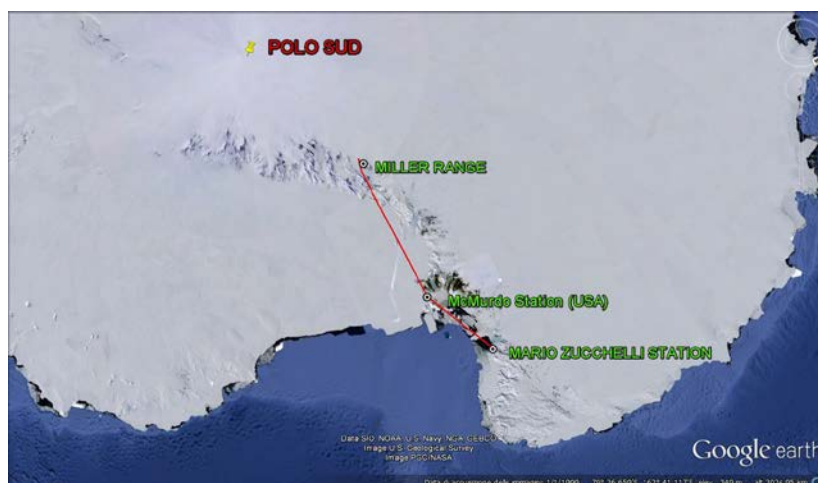 POLO SUD
MILLER RANGE
McMurdo Station (USA)
MARIO ZUCCHELLI STATION
Data SIO, NOAA, U.S. Navy, NGA, GEBCO
Image U.S. Geological Survey
Image PGC/NASA
Google earth